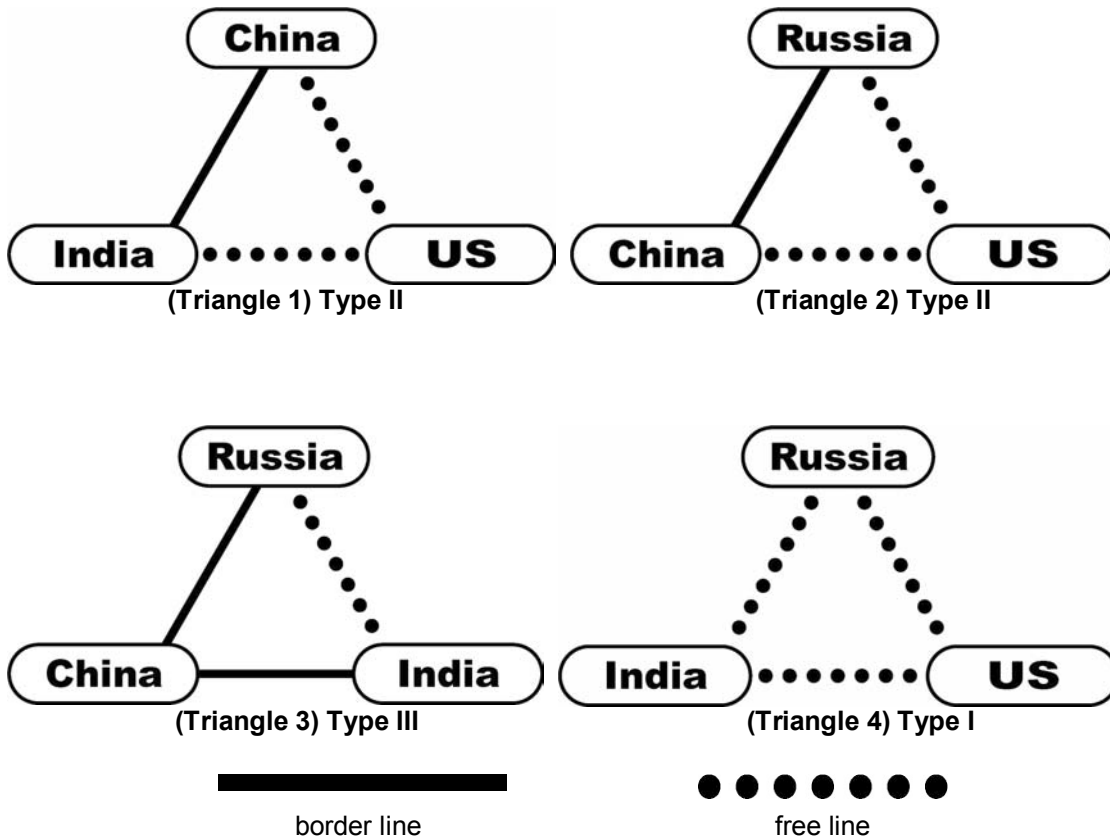 China
Russia
India
US
China
US
(Triangle 1) Type II
(Triangle 2) Type II
Russia
Russia
China
India
India
US
(Triangle 3) Type III
(Triangle 4) Type I
border line
free line